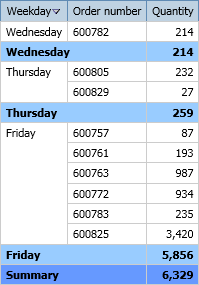 Weekday Order number Quantity
Wednesday 600782 214
Wednesday 214
Thursday 600805 232
600829 27
Thursday 259
Friday 600757 87
600761 193
600763 987
600772 934
600783 235
600825 3,420
Friday 5,856
Summary 6,329